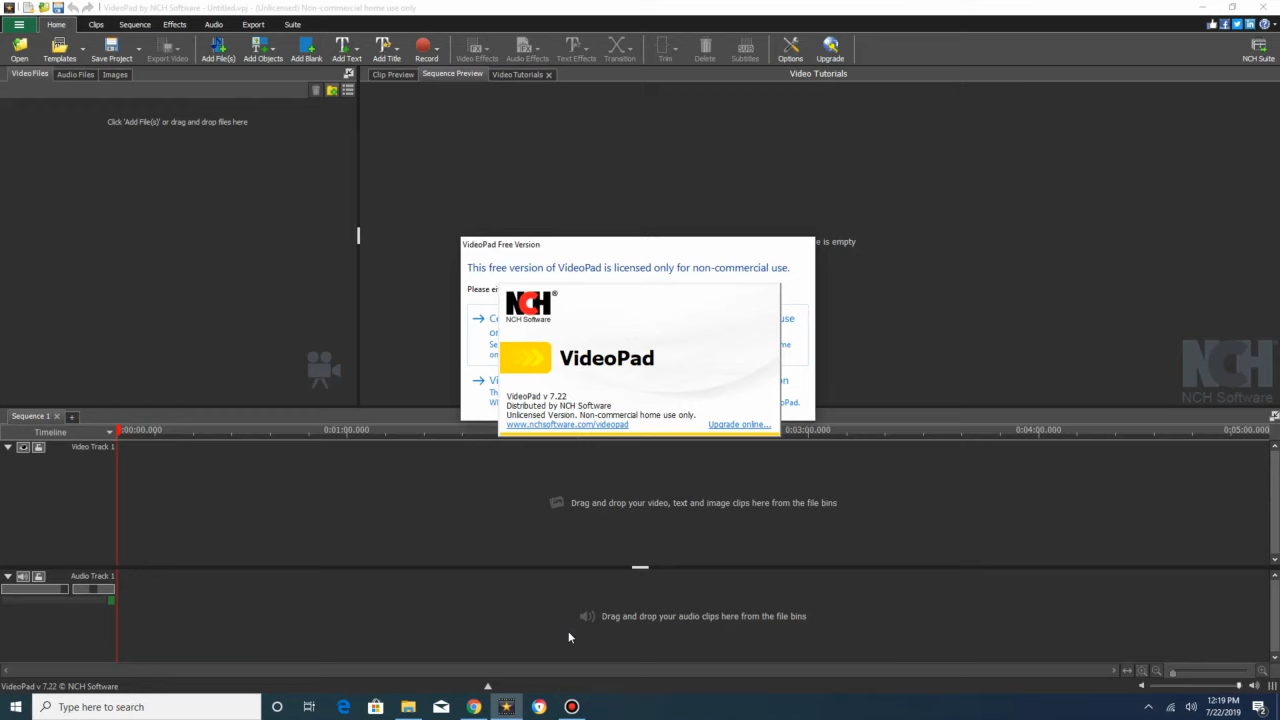 VideoPad by NCH Software - Untitled.vpj - (Unlicensed) Non-commercial home use only
Home Clips Sequence Effects Audio Export Suite
Open Templates Save Project Export Video Add File(s) Add Objects Add Blank Add Text Add Title Record Video Effects Audio Effects Text Effects Transition Trim Delete Subtitles Options Upgrade NCH Suite
Video Files Audio Files Images
Clip Preview Sequence Preview Video Tutorials
Video Tutorials
Click 'Add File(s)' or drag and drop files here
e is empty
VideoPad Free Version
This free version of VideoPad is licensed only for non-commercial use.
Please
use
me
on
Pad.
NCH®
NCH Software
VideoPad
VideoPad v 7.22
Distributed by NCH Software
Unlicensed Version. Non-commercial home use only.
www.nchsoftware.com/videopad Upgrade online...
NCH
NCH Software
Sequence 1
Timeline
0:00:00.000 0:01:00.000 0:03:00.000 0:04:00.000 0:05:00.000
Video Track 1
Drag and drop your video, text and image clips here from the file bins
Audio Track 1
Drag and drop your audio clips here from the file bins
VideoPad v 7.22 © NCH Software
Type here to search
12:19 PM
7/22/2019
2